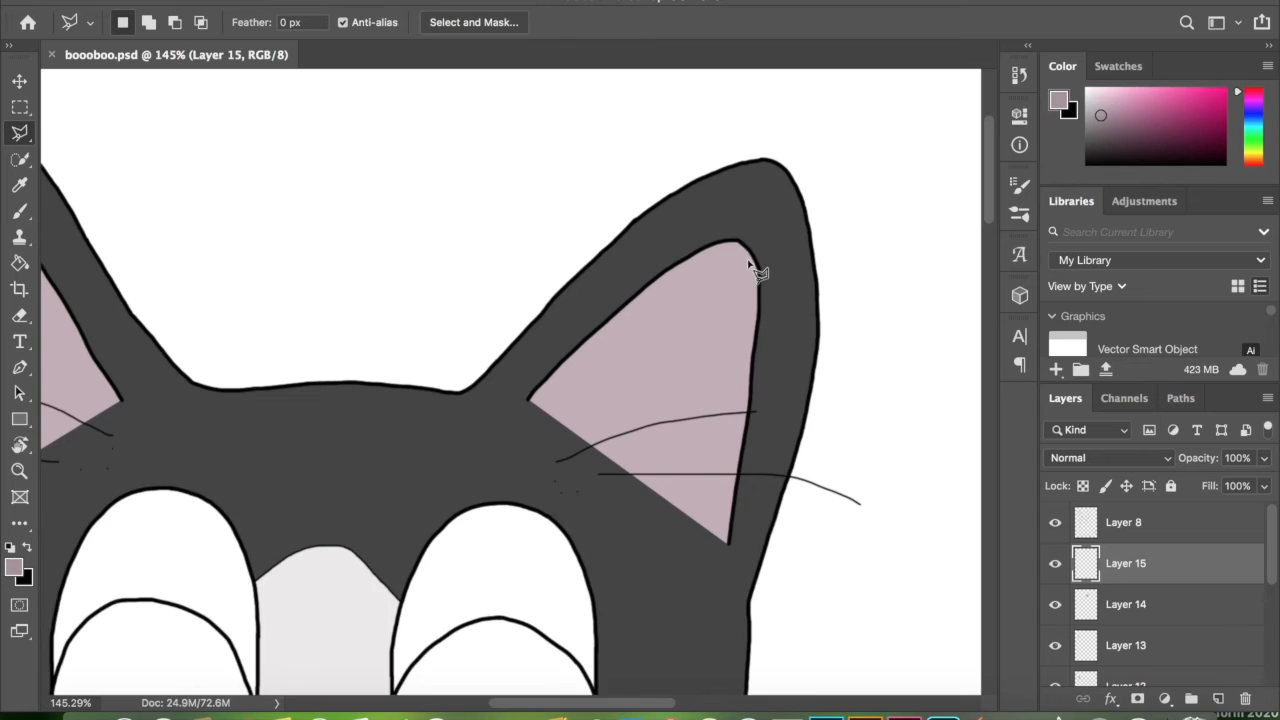 Feather: 0 px Anti-alias Select and Mask...
× boooboo.psd @ 145% (Layer 15, RGB/8)
Color Swatches
Libraries Adjustments
Search Current Library
My Library
View by Type
Graphics
Vector Smart Object Ai
423 MB
Layers Channels Paths
Kind
Normal Opacity: 100%
Lock: Fill: 100%
Layer 8
Layer 15
Layer 14
Layer 13
145.29% Doc: 24.9M/72.6M